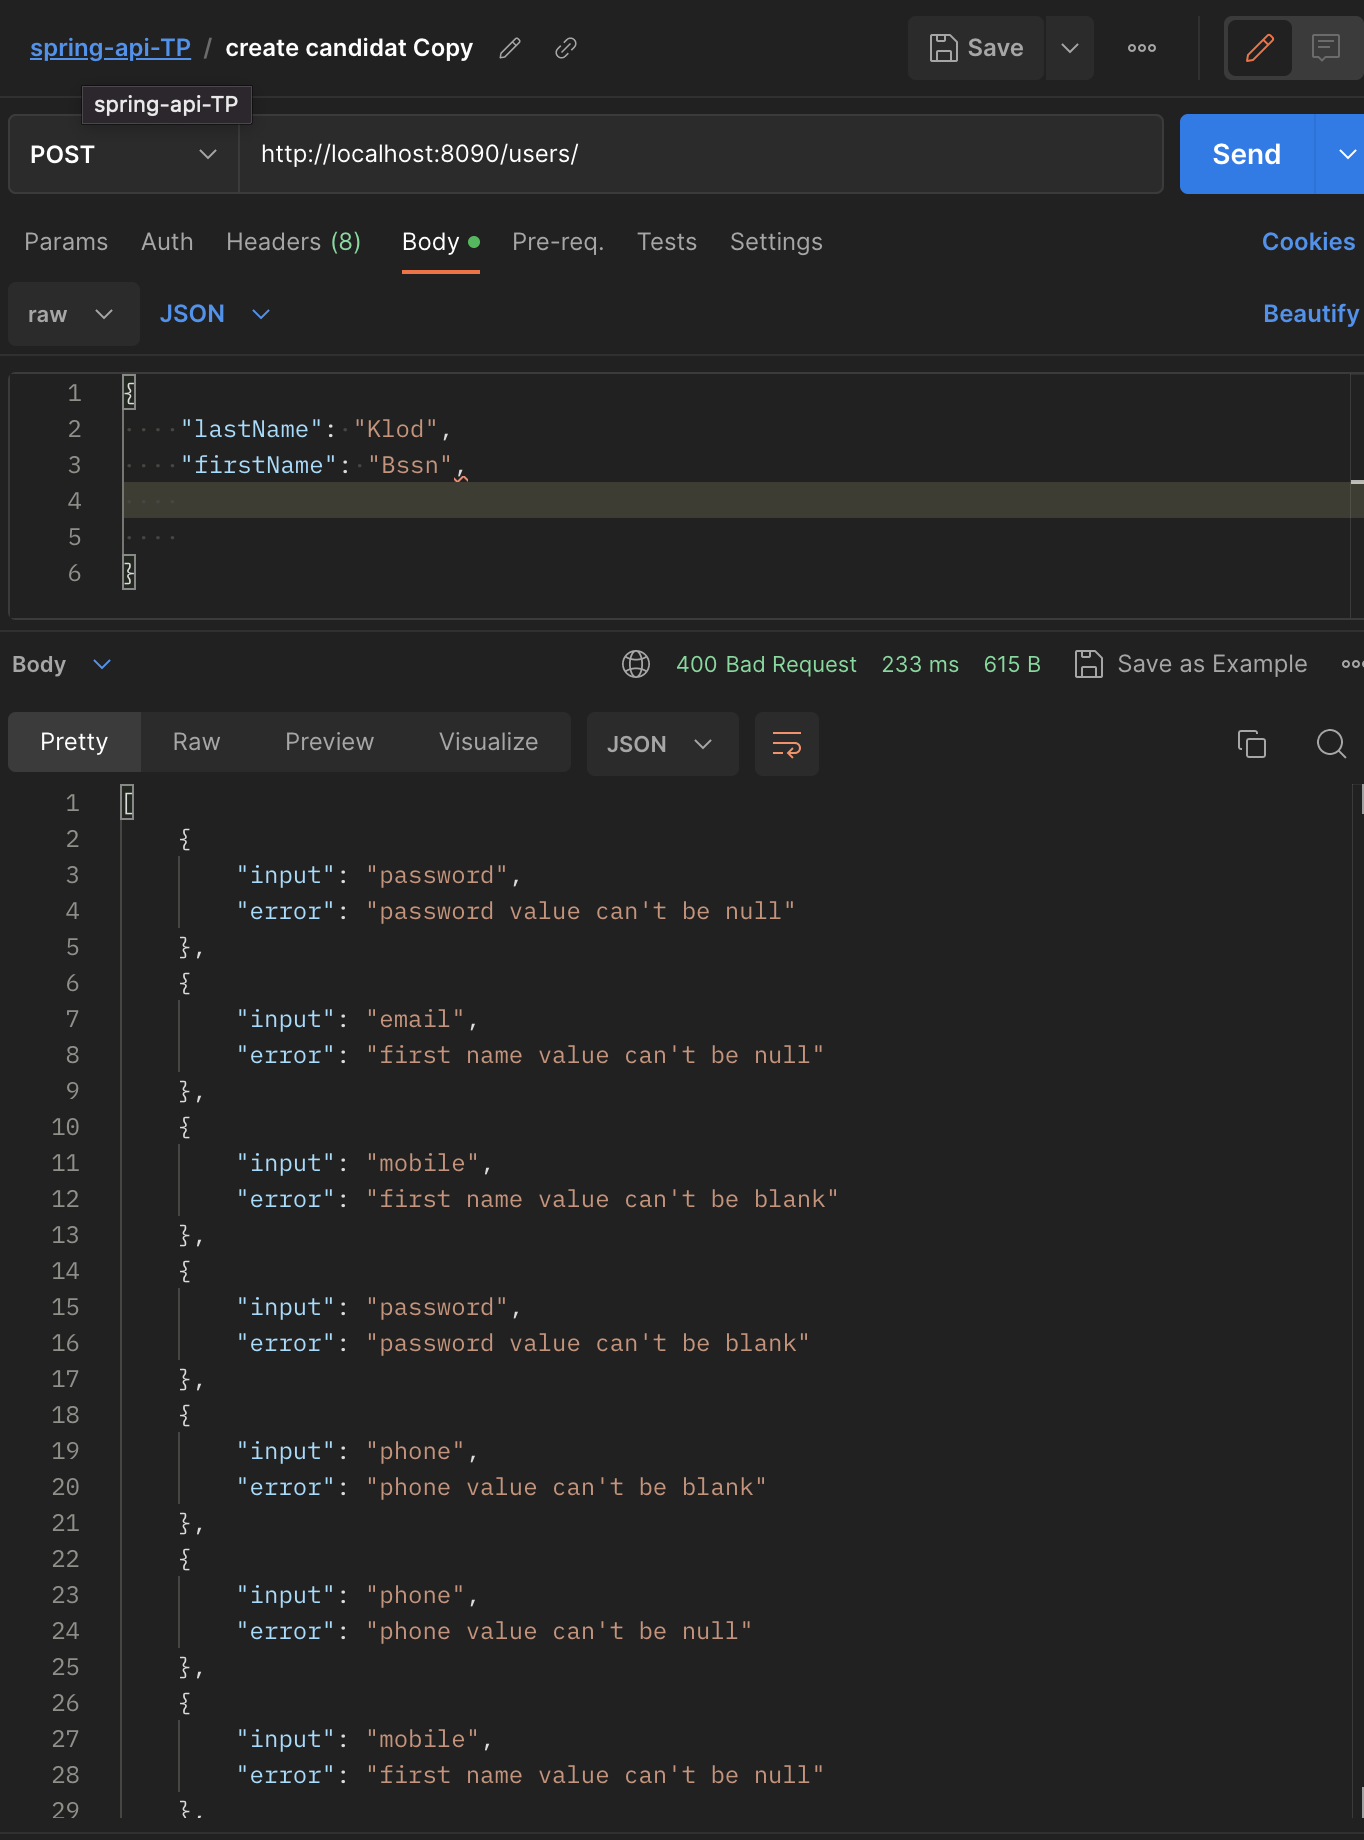 spring-api-TP / create candidat Copy
Save
spring-api-TP
POST
http://localhost:8090/users/
Send
Params Auth Headers (8) Body Pre-req. Tests Settings Cookies
raw JSON Beautify
1 {
2 "lastName": "Klod",
3 "firstName": "Bssn",
4
5
6 }
Body 400 Bad Request 233 ms 615 B Save as Example
Pretty Raw Preview Visualize JSON
1 [
2 {
3 "input": "password",
4 "error": "password value can't be null"
5 },
6 {
7 "input": "email",
8 "error": "first name value can't be null"
9 },
10 {
11 "input": "mobile",
12 "error": "first name value can't be blank"
13 },
14 {
15 "input": "password",
16 "error": "password value can't be blank"
17 },
18 {
19 "input": "phone",
20 "error": "phone value can't be blank"
21 },
22 {
23 "input": "phone",
24 "error": "phone value can't be null"
25 },
26 {
27 "input": "mobile",
28 "error": "first name value can't be null"
29 },